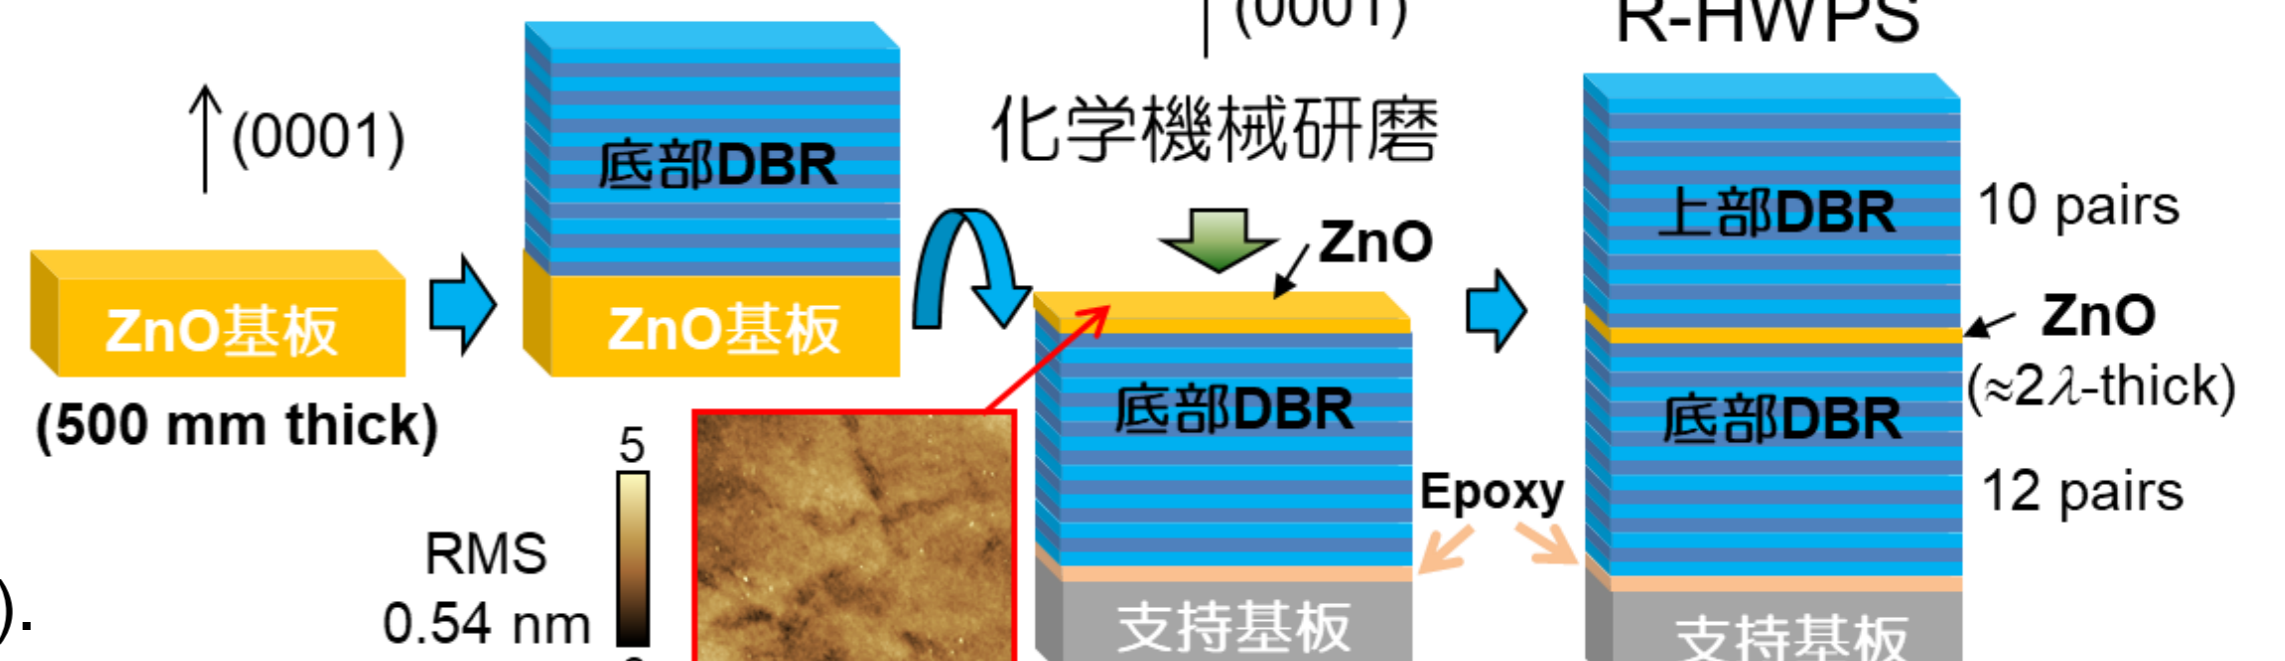 (0001)
ZnO基板
(500 mm thick)
底部DBR
ZnO基板
(0001)
化学機械研磨
ZnO
底部DBR
支持基板
Epoxy
5
RMS
0.54 nm
).
R-HWPS
上部DBR
10 pairs
ZnO
(≈2λ-thick)
底部DBR
12 pairs
支持基板